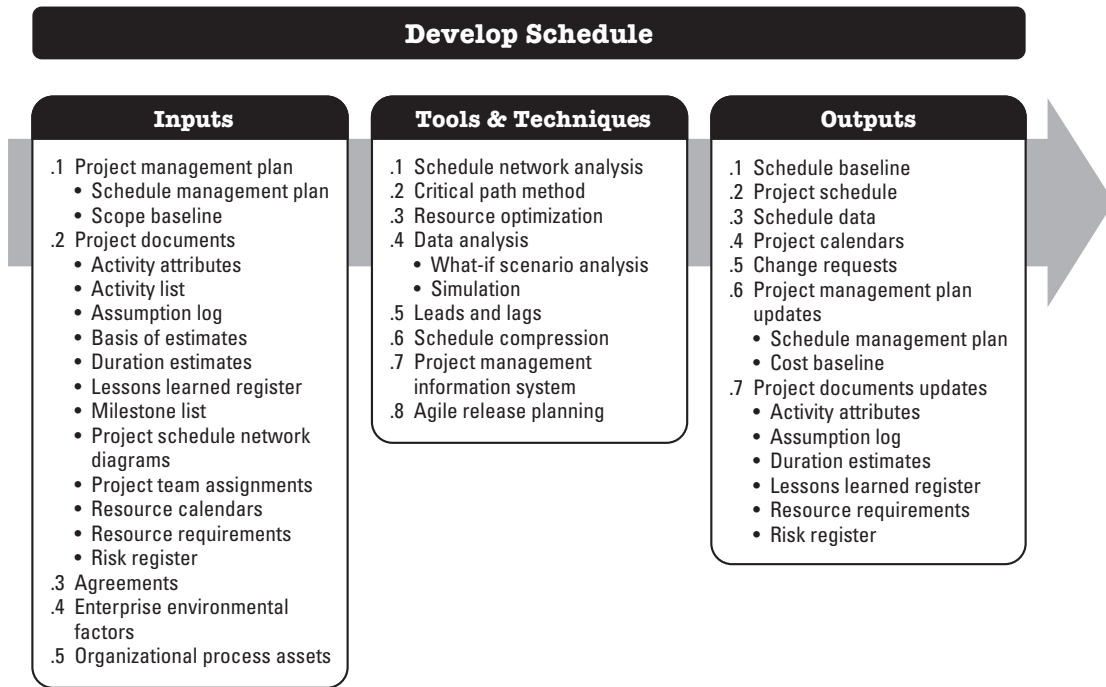 Develop Schedule
Inputs
.1 Project management plan
• Schedule management plan
• Scope baseline
.2 Project documents
• Activity attributes
• Activity list
• Assumption log
• Basis of estimates
• Duration estimates
• Lessons learned register
• Milestone list
• Project schedule network
diagrams
• Project team assignments
• Resource calendars
• Resource requirements
• Risk register
.3 Agreements
.4 Enterprise environmental
factors
.5 Organizational process assets
Tools & Techniques
.1 Schedule network analysis
.2 Critical path method
.3 Resource optimization
.4 Data analysis
• What-if scenario analysis
• Simulation
.5 Leads and lags
.6 Schedule compression
.7 Project management
information system
.8 Agile release planning
Outputs
.1 Schedule baseline
.2 Project schedule
.3 Schedule data
.4 Project calendars
.5 Change requests
.6 Project management plan
updates
• Schedule management plan
• Cost baseline
.7 Project documents updates
• Activity attributes
• Assumption log
• Duration estimates
• Lessons learned register
• Resource requirements
• Risk register